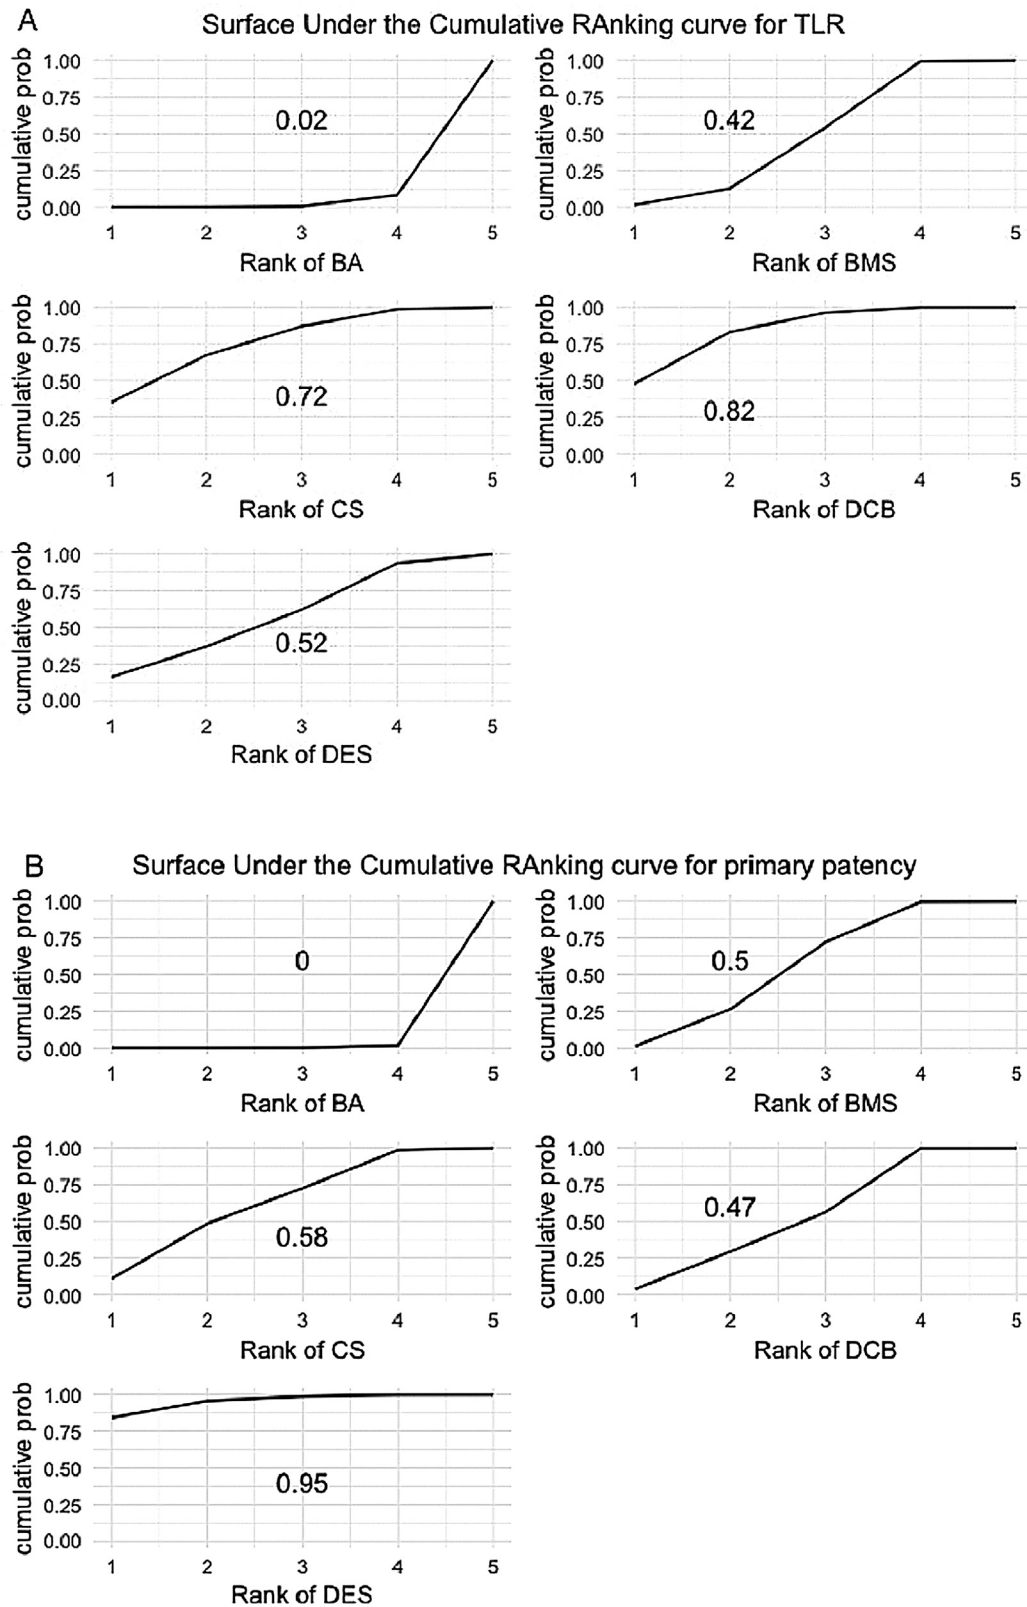 A
Surface Under the Cumulative RAnking curve for TLR
cumulative prob
1.00
0.75
0.50
0.25
0.00
0.02
1 2 3 4 5
Rank of BA
cumulative prob
1.00
0.75
0.50
0.25
0.00
0.42
1 2 3 4 5
Rank of BMS
cumulative prob
1.00
0.75
0.50
0.25
0.00
0.72
1 2 3 4 5
Rank of CS
cumulative prob
1.00
0.75
0.50
0.25
0.00
0.82
1 2 3 4 5
Rank of DCB
cumulative prob
1.00
0.75
0.50
0.25
0.00
0.52
1 2 3 4 5
Rank of DES
B
Surface Under the Cumulative RAnking curve for primary patency
cumulative prob
1.00
0.75
0.50
0.25
0.00
0
1 2 3 4 5
Rank of BA
cumulative prob
1.00
0.75
0.50
0.25
0.00
0.5
1 2 3 4 5
Rank of BMS
cumulative prob
1.00
0.75
0.50
0.25
0.00
0.58
1 2 3 4 5
Rank of CS
cumulative prob
1.00
0.75
0.50
0.25
0.00
0.47
1 2 3 4 5
Rank of DCB
cumulative prob
1.00
0.75
0.50
0.25
0.00
0.95
1 2 3 4 5
Rank of DES